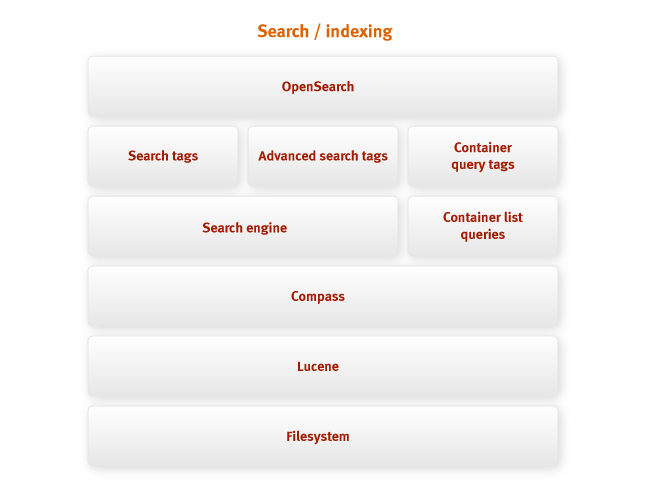 Search / indexing
OpenSearch
Search tags
Advanced search tags
Container
query tags
Search engine
Container list
queries
Compass
Lucene
Filesystem